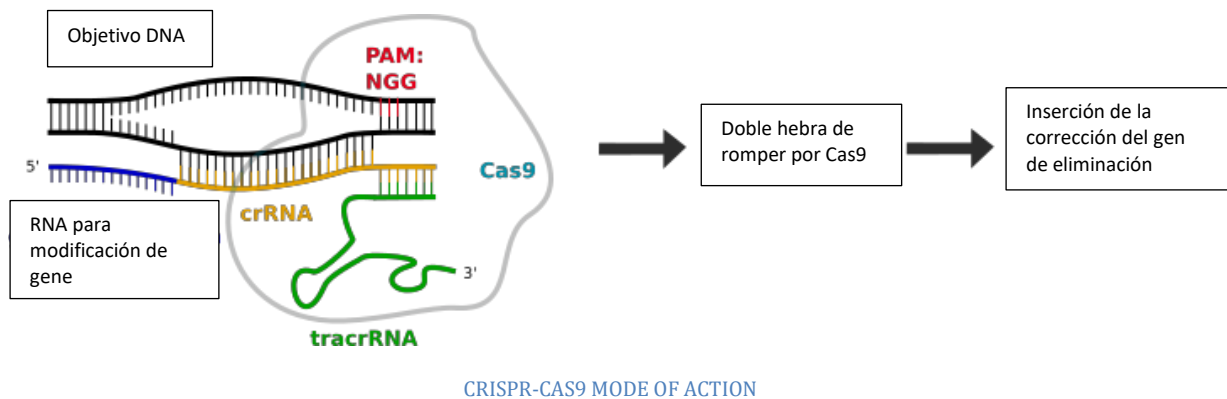 Objetivo DNA
PAM:
NGG
5'
Cas9
crRNA
RNA para
modificación de
gene
3'
tracrRNA
Doble hebra de
romper por Cas9
Inserción de la
corrección del gen
de eliminación
CRISPR-CAS9 MODE OF ACTION